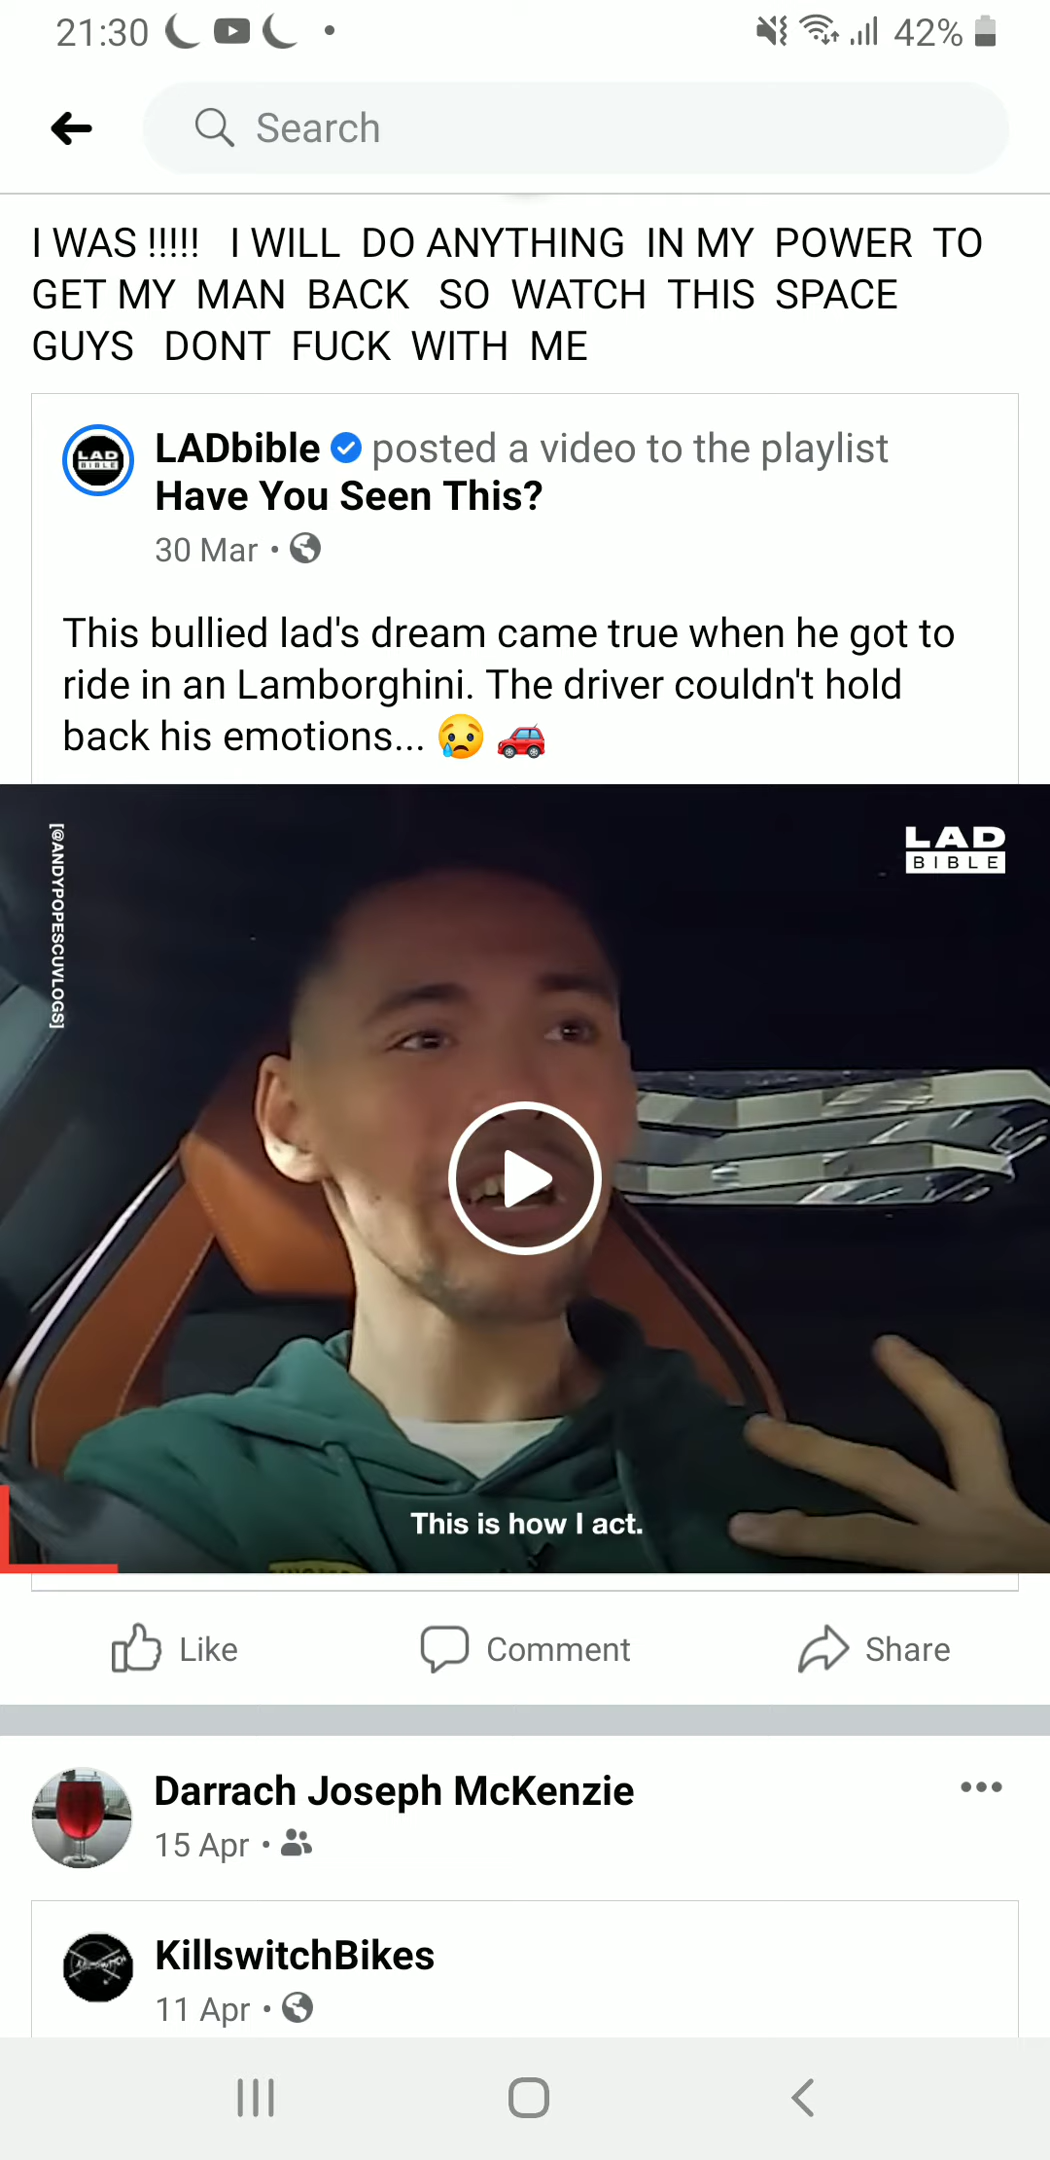 21:30
42%
Search
I WAS !!!!! I WILL DO ANYTHING IN MY POWER TO
GET MY MAN BACK SO WATCH THIS SPACE
GUYS DONT FUCK WITH ME
LAD
BIBLE
LADbible posted a video to the playlist
Have You Seen This?
30 Mar
This bullied lad's dream came true when he got to
ride in an Lamborghini. The driver couldn't hold
back his emotions... 😢 🚗
[@ANDYPOPESCUVLOGS]
LAD
BIBLE
This is how I act.
Like
Comment
Share
Darrach Joseph McKenzie
15 Apr
KillswitchBikes
11 Apr